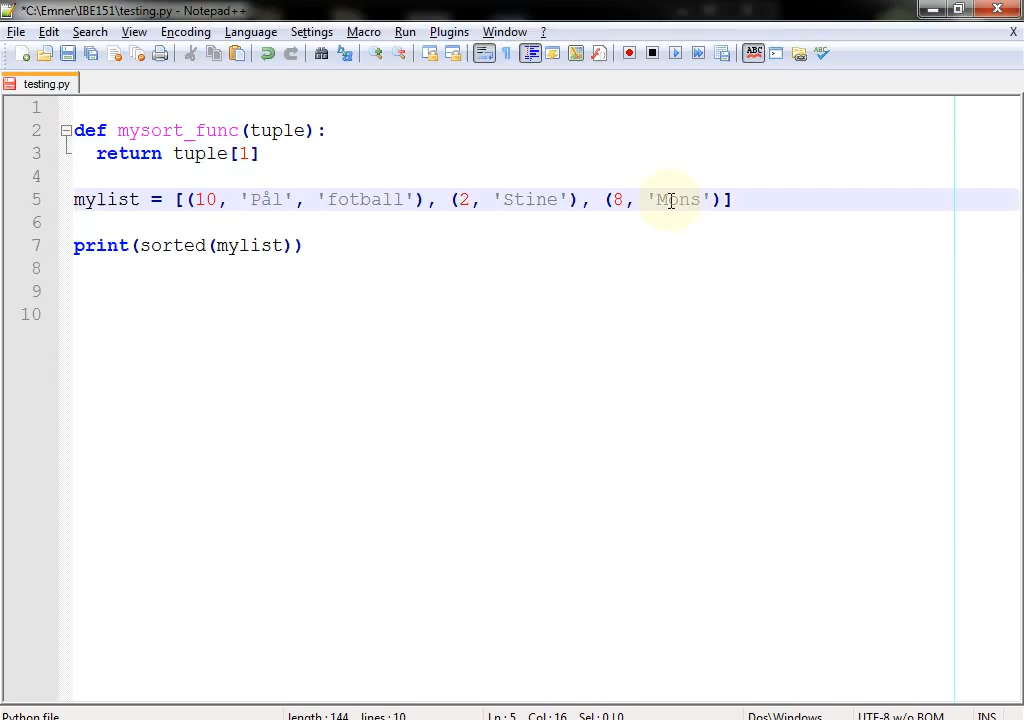 *C:\Emner\IBE151\testing.py - Notepad++
File Edit Search View Encoding Language Settings Macro Run Plugins Window ? X
testing.py
1
2 def mysort_func(tuple):
3 return tuple[1]
4
5 mylist = [(10, 'Pål', 'fotball'), (2, 'Stine'), (8, 'Mons')]
6
7 print(sorted(mylist))
8
9
10
Python file length : 144 lines : 10 Ln : 5 Col : 16 Sel : 0 | 0 Dos\Windows UTF-8 w/o BOM INS